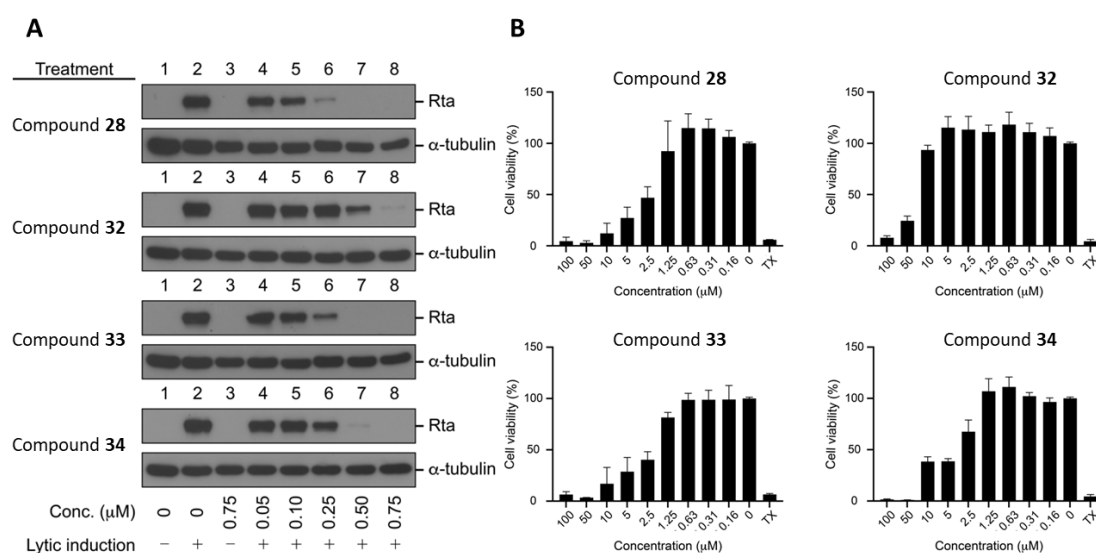 A
Treatment 1 2 3 4 5 6 7 8
Compound 28
Rta
α-tubulin
1 2 3 4 5 6 7 8
Compound 32
Rta
α-tubulin
1 2 3 4 5 6 7 8
Compound 33
Rta
α-tubulin
1 2 3 4 5 6 7 8
Compound 34
Rta
α-tubulin
Conc. (μM) 0 0 0.75 0.05 0.10 0.25 0.50 0.75
Lytic induction − + − + + + + +
B
Compound 28
Cell viability (%)
150
100
50
0
100 50 10 5 2.5 1.25 0.63 0.31 0.16 0 TX
Concentration (μM)
Compound 32
Cell viability (%)
150
100
50
0
100 50 10 5 2.5 1.25 0.63 0.31 0.16 0 TX
Concentration (μM)
Compound 33
Cell viability (%)
150
100
50
0
100 50 10 5 2.5 1.25 0.63 0.31 0.16 0 TX
Concentration (μM)
Compound 34
Cell viability (%)
150
100
50
0
100 50 10 5 2.5 1.25 0.63 0.31 0.16 0 TX
Concentration (μM)